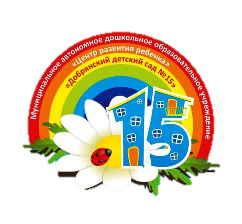 Муниципальное автономное дошкольное образовательное учреждение
«Центр развития ребенка»
«Добрянский детский сад №15»
15